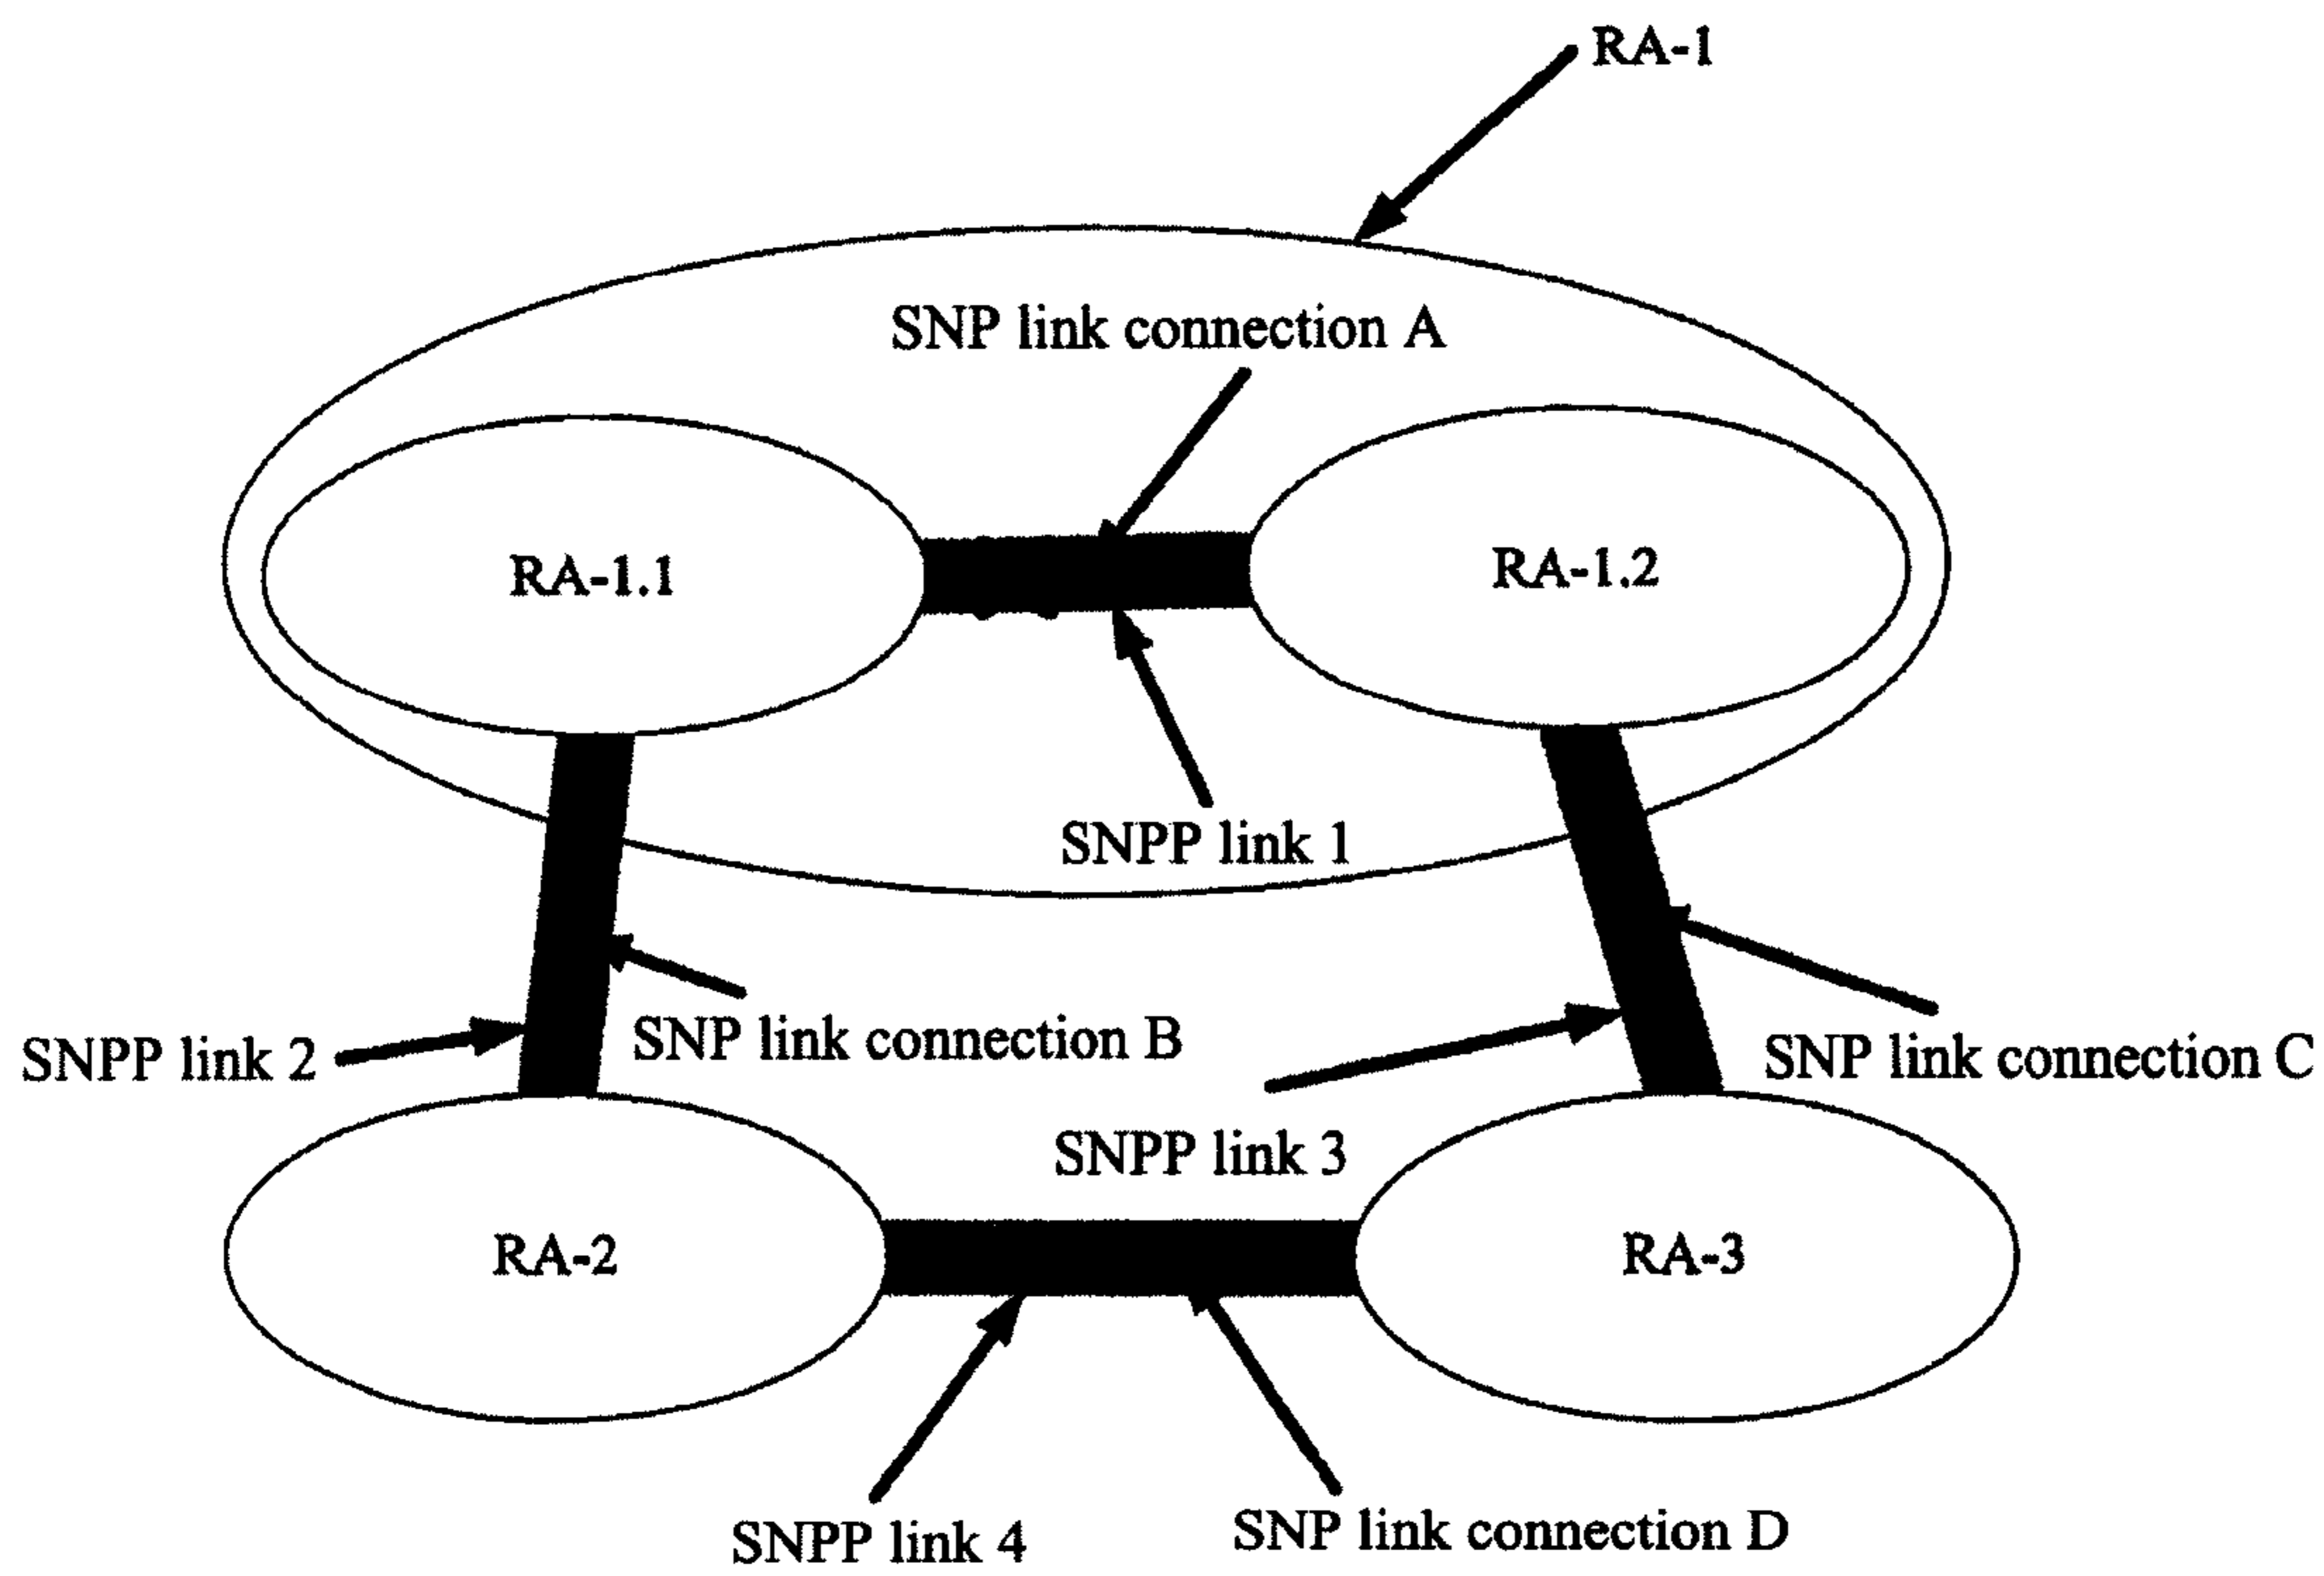 RA-1
SNP link connection A
RA-1.1
RA-1.2
SNPP link 1
SNPP link 2
SNP link connection B
SNP link connection C
SNPP link 3
RA-2
RA-3
SNPP link 4
SNP link connection D